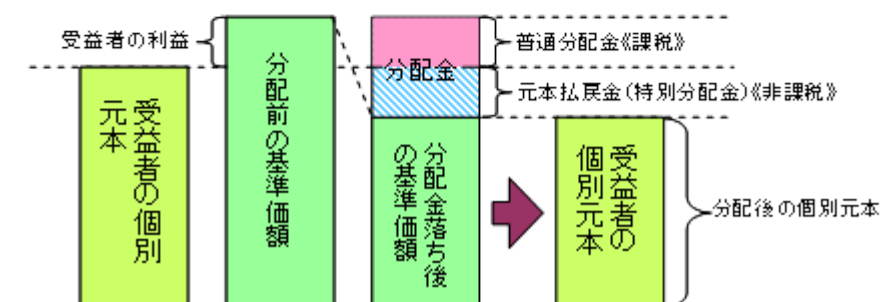 受益者の利益
受益者の個別
元本
分配前の基準価額
分配金
分配金落ち後
の基準価額
普通分配金《課税》
元本払戻金(特別分配金)《非課税》
受益者の
個別元本
分配後の個別元本